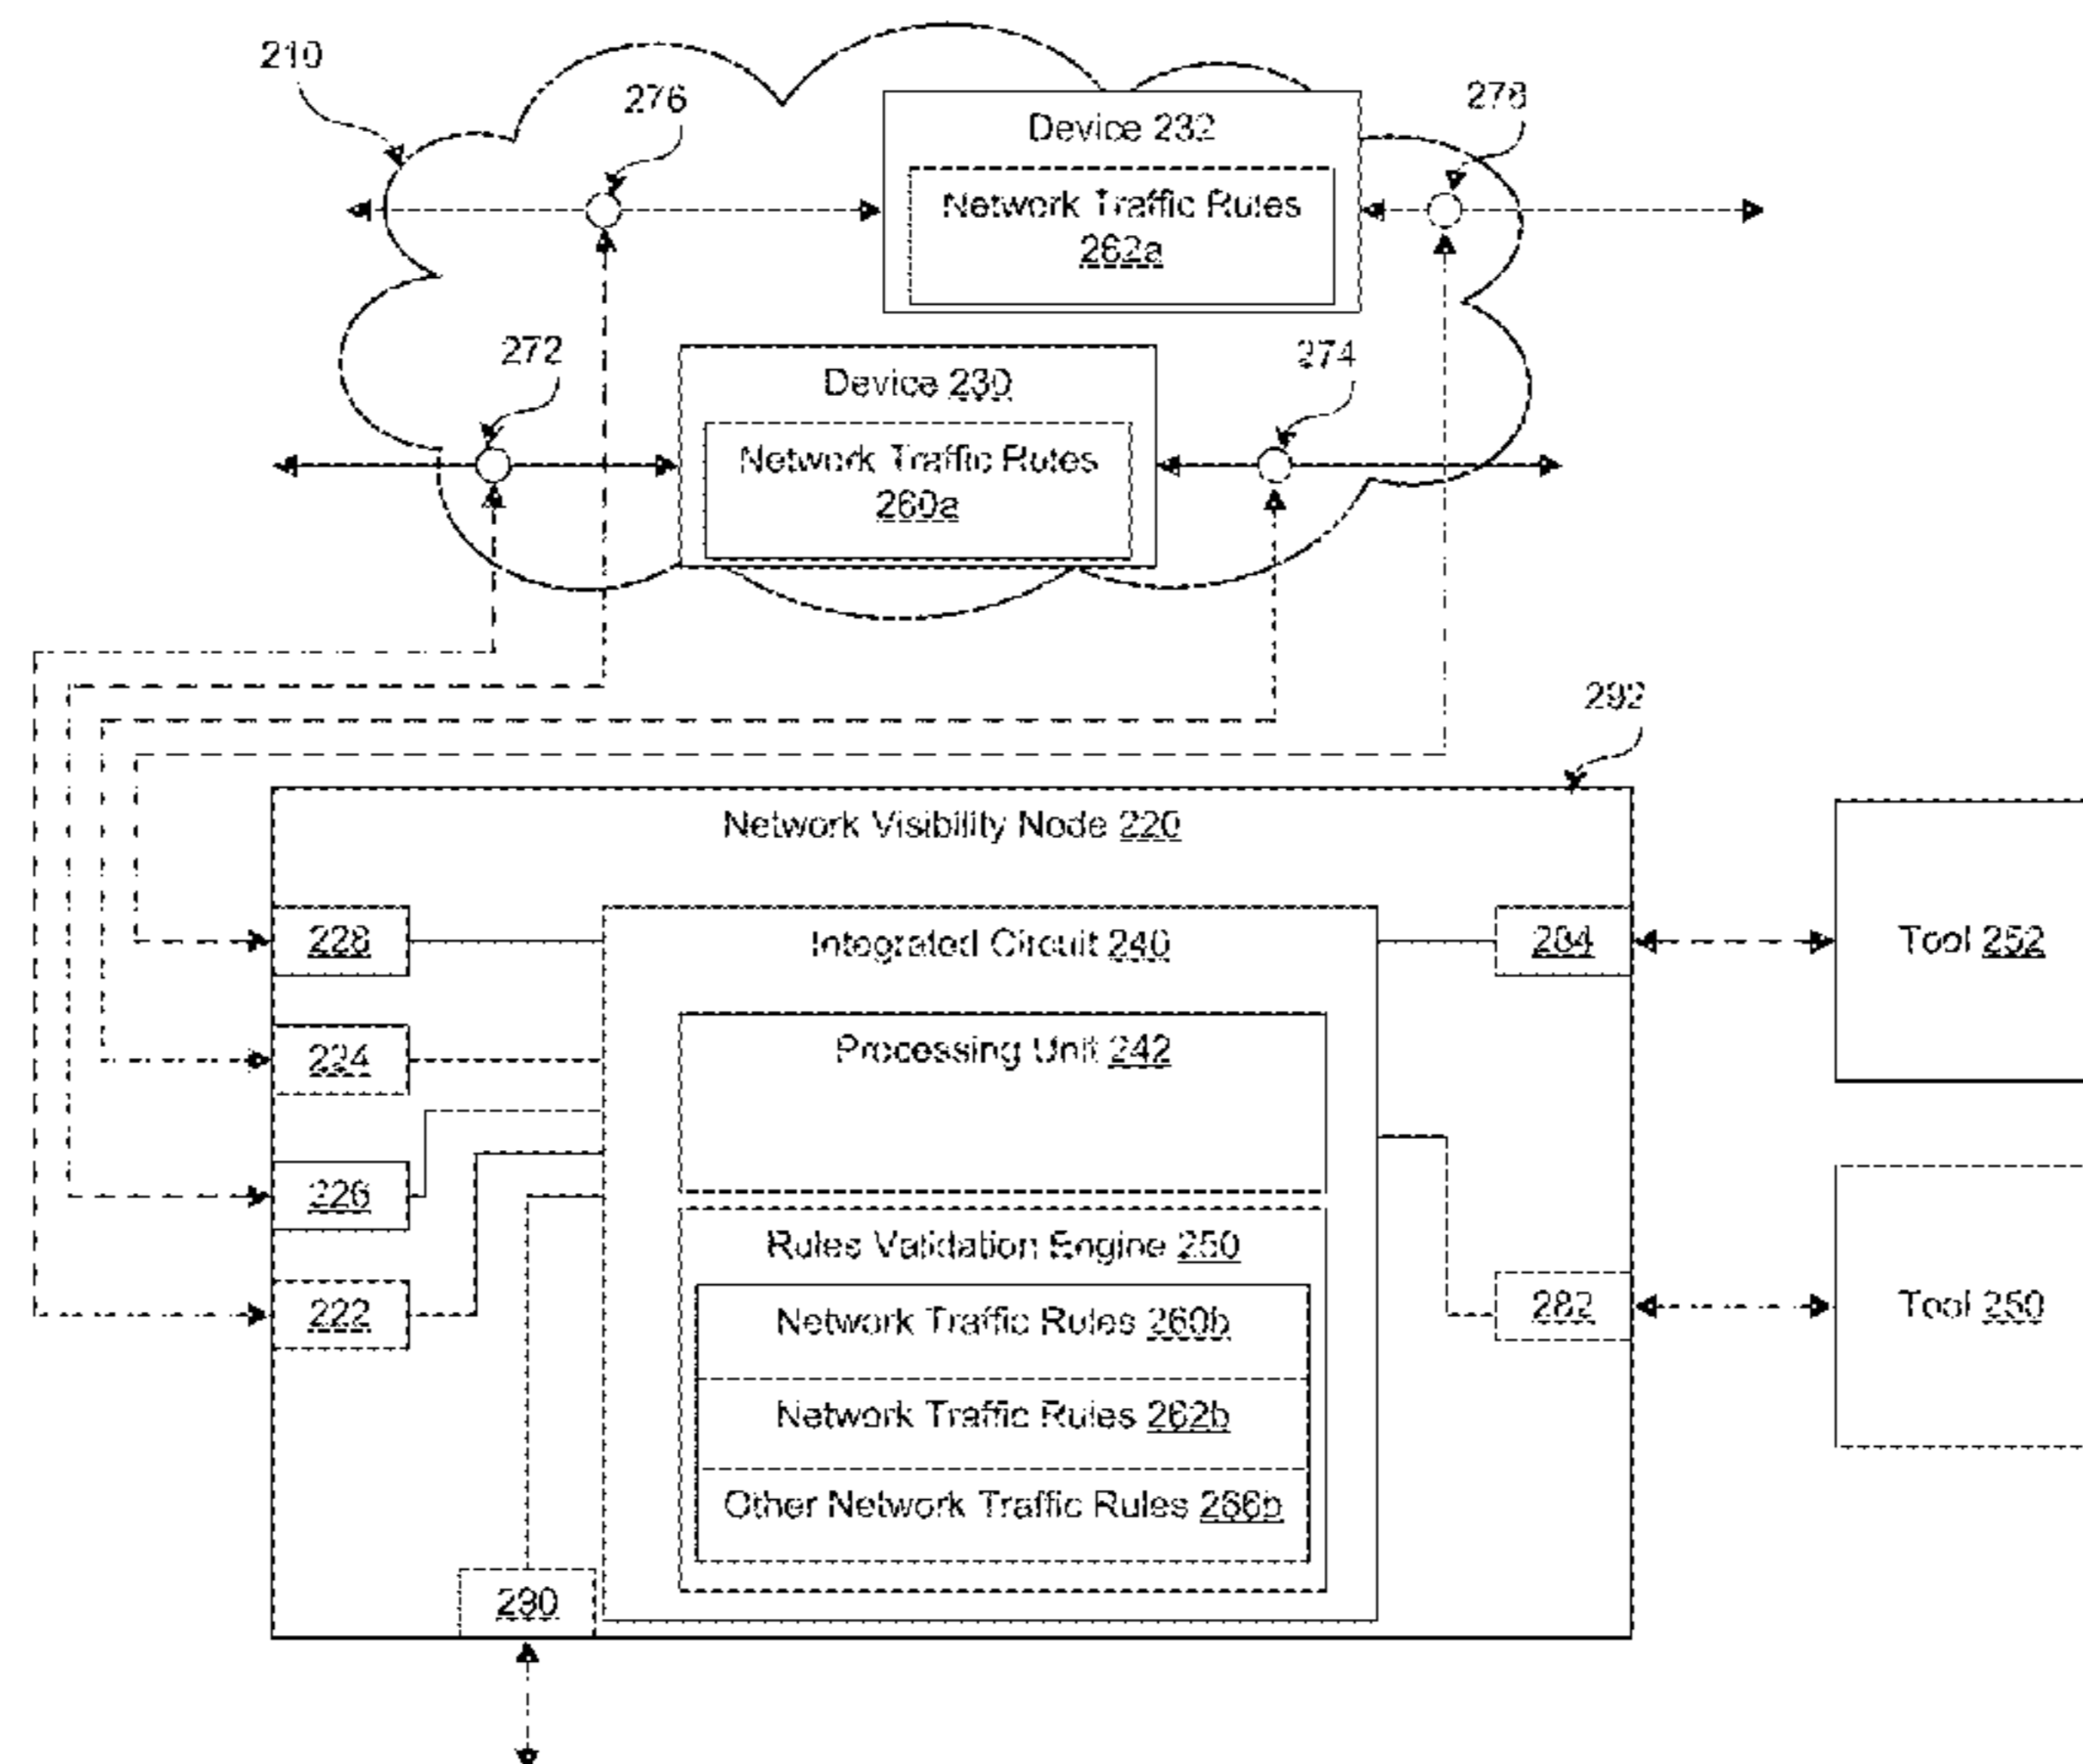 210
276
278
Device 232
Network Traffic Rules
262a
272
274
Device 230
Network Traffic Rules
260a
292
Network Visibility Node 220
228
Integrated Circuit 240
284
Tool 252
224
Processing Unit 242
226
Rules Validation Engine 250
222
282
Tool 250
Network Traffic Rules 260b
Network Traffic Rules 262b
Other Network Traffic Rules 266b
290